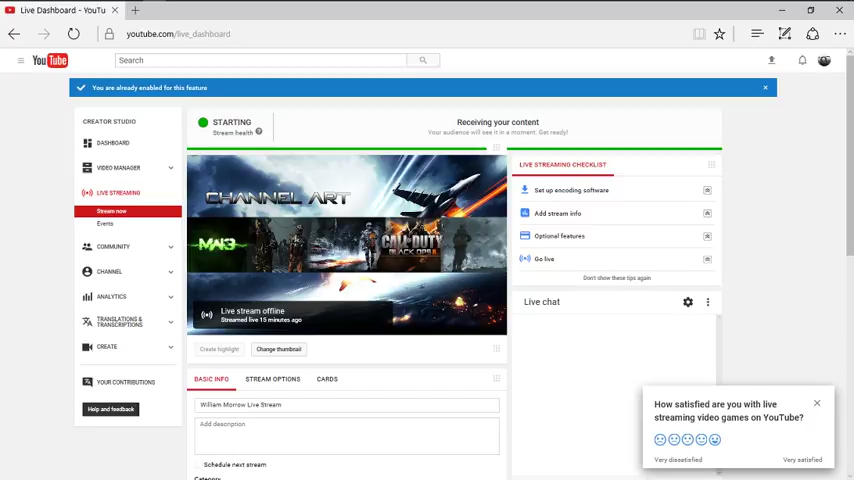 Live Dashboard - YouTu
youtube.com/live_dashboard
YouTube
Search
You are already enabled for this feature
CREATOR STUDIO
DASHBOARD
VIDEO MANAGER
LIVE STREAMING
Stream now
Events
COMMUNITY
CHANNEL
ANALYTICS
TRANSLATIONS &
TRANSCRIPTIONS
CREATE
YOUR CONTRIBUTIONS
Help and feedback
STARTING
Stream health
Receiving your content
Your audience will see it in a moment. Get ready!
CHANNEL ART
MW3
CALL OF DUTY
BLACK OPS II
Live stream offline
Streamed live 15 minutes ago
Create highlight
Change thumbnail
BASIC INFO
STREAM OPTIONS
CARDS
William Morrow Live Stream
Add description
Schedule next stream
Category
LIVE STREAMING CHECKLIST
Set up encoding software
Add stream info
Optional features
Go live
Don't show these tips again
Live chat
How satisfied are you with live
streaming video games on YouTube?
Very dissatisfied
Very satisfied